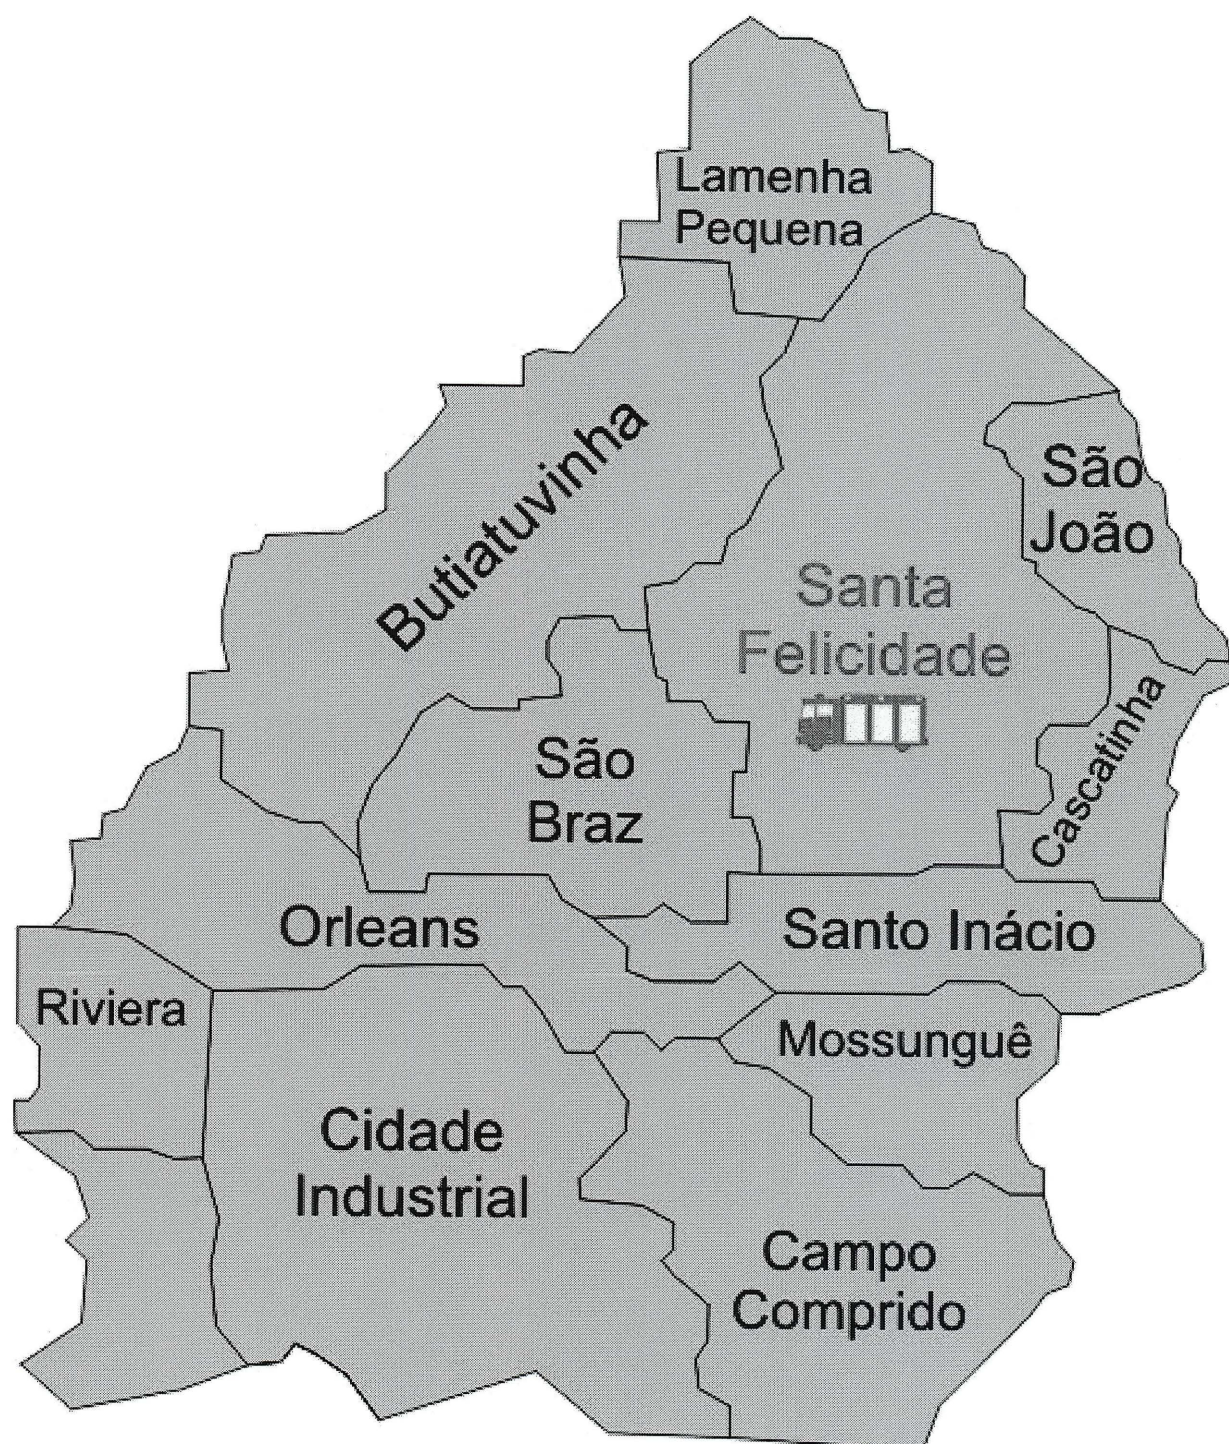 Lamenha
Pequena
Butiatuvinha
São
João
Santa
Felicidade
Cascatinha
São
Braz
Orleans
Santo Inácio
Riviera
Mossunguê
Cidade
Industrial
Campo
Comprido